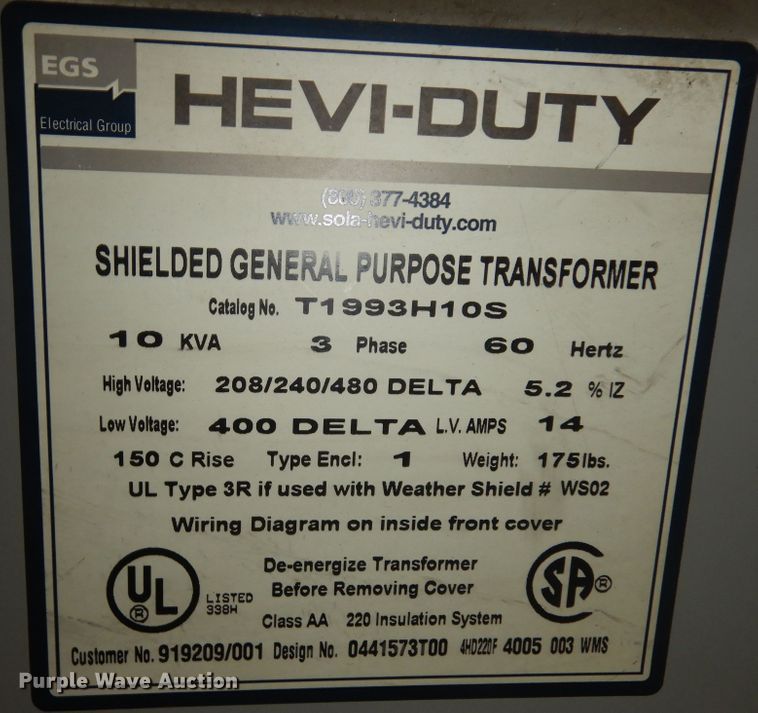 EGS
Electrical Group
HEVI-DUTY
(800) 377-4384
www.sola-hevi-duty.com
SHIELDED GENERAL PURPOSE TRANSFORMER
Catalog No. T1993H10S
10 KVA 3 Phase 60 Hertz
High Voltage: 208/240/480 DELTA 5.2 % IZ
Low Voltage: 400 DELTA L.V. AMPS 14
150 C Rise Type Encl: 1 Weight: 175lbs.
UL Type 3R if used with Weather Shield # WS02
Wiring Diagram on inside front cover
UL ® LISTED 398H
De-energize Transformer
Before Removing Cover
Class AA 220 Insulation System
SA ®
Customer No. 919209/001 Design No. 0441573T00 4HD220F 4005 003 WMS
Purple Wave Auction